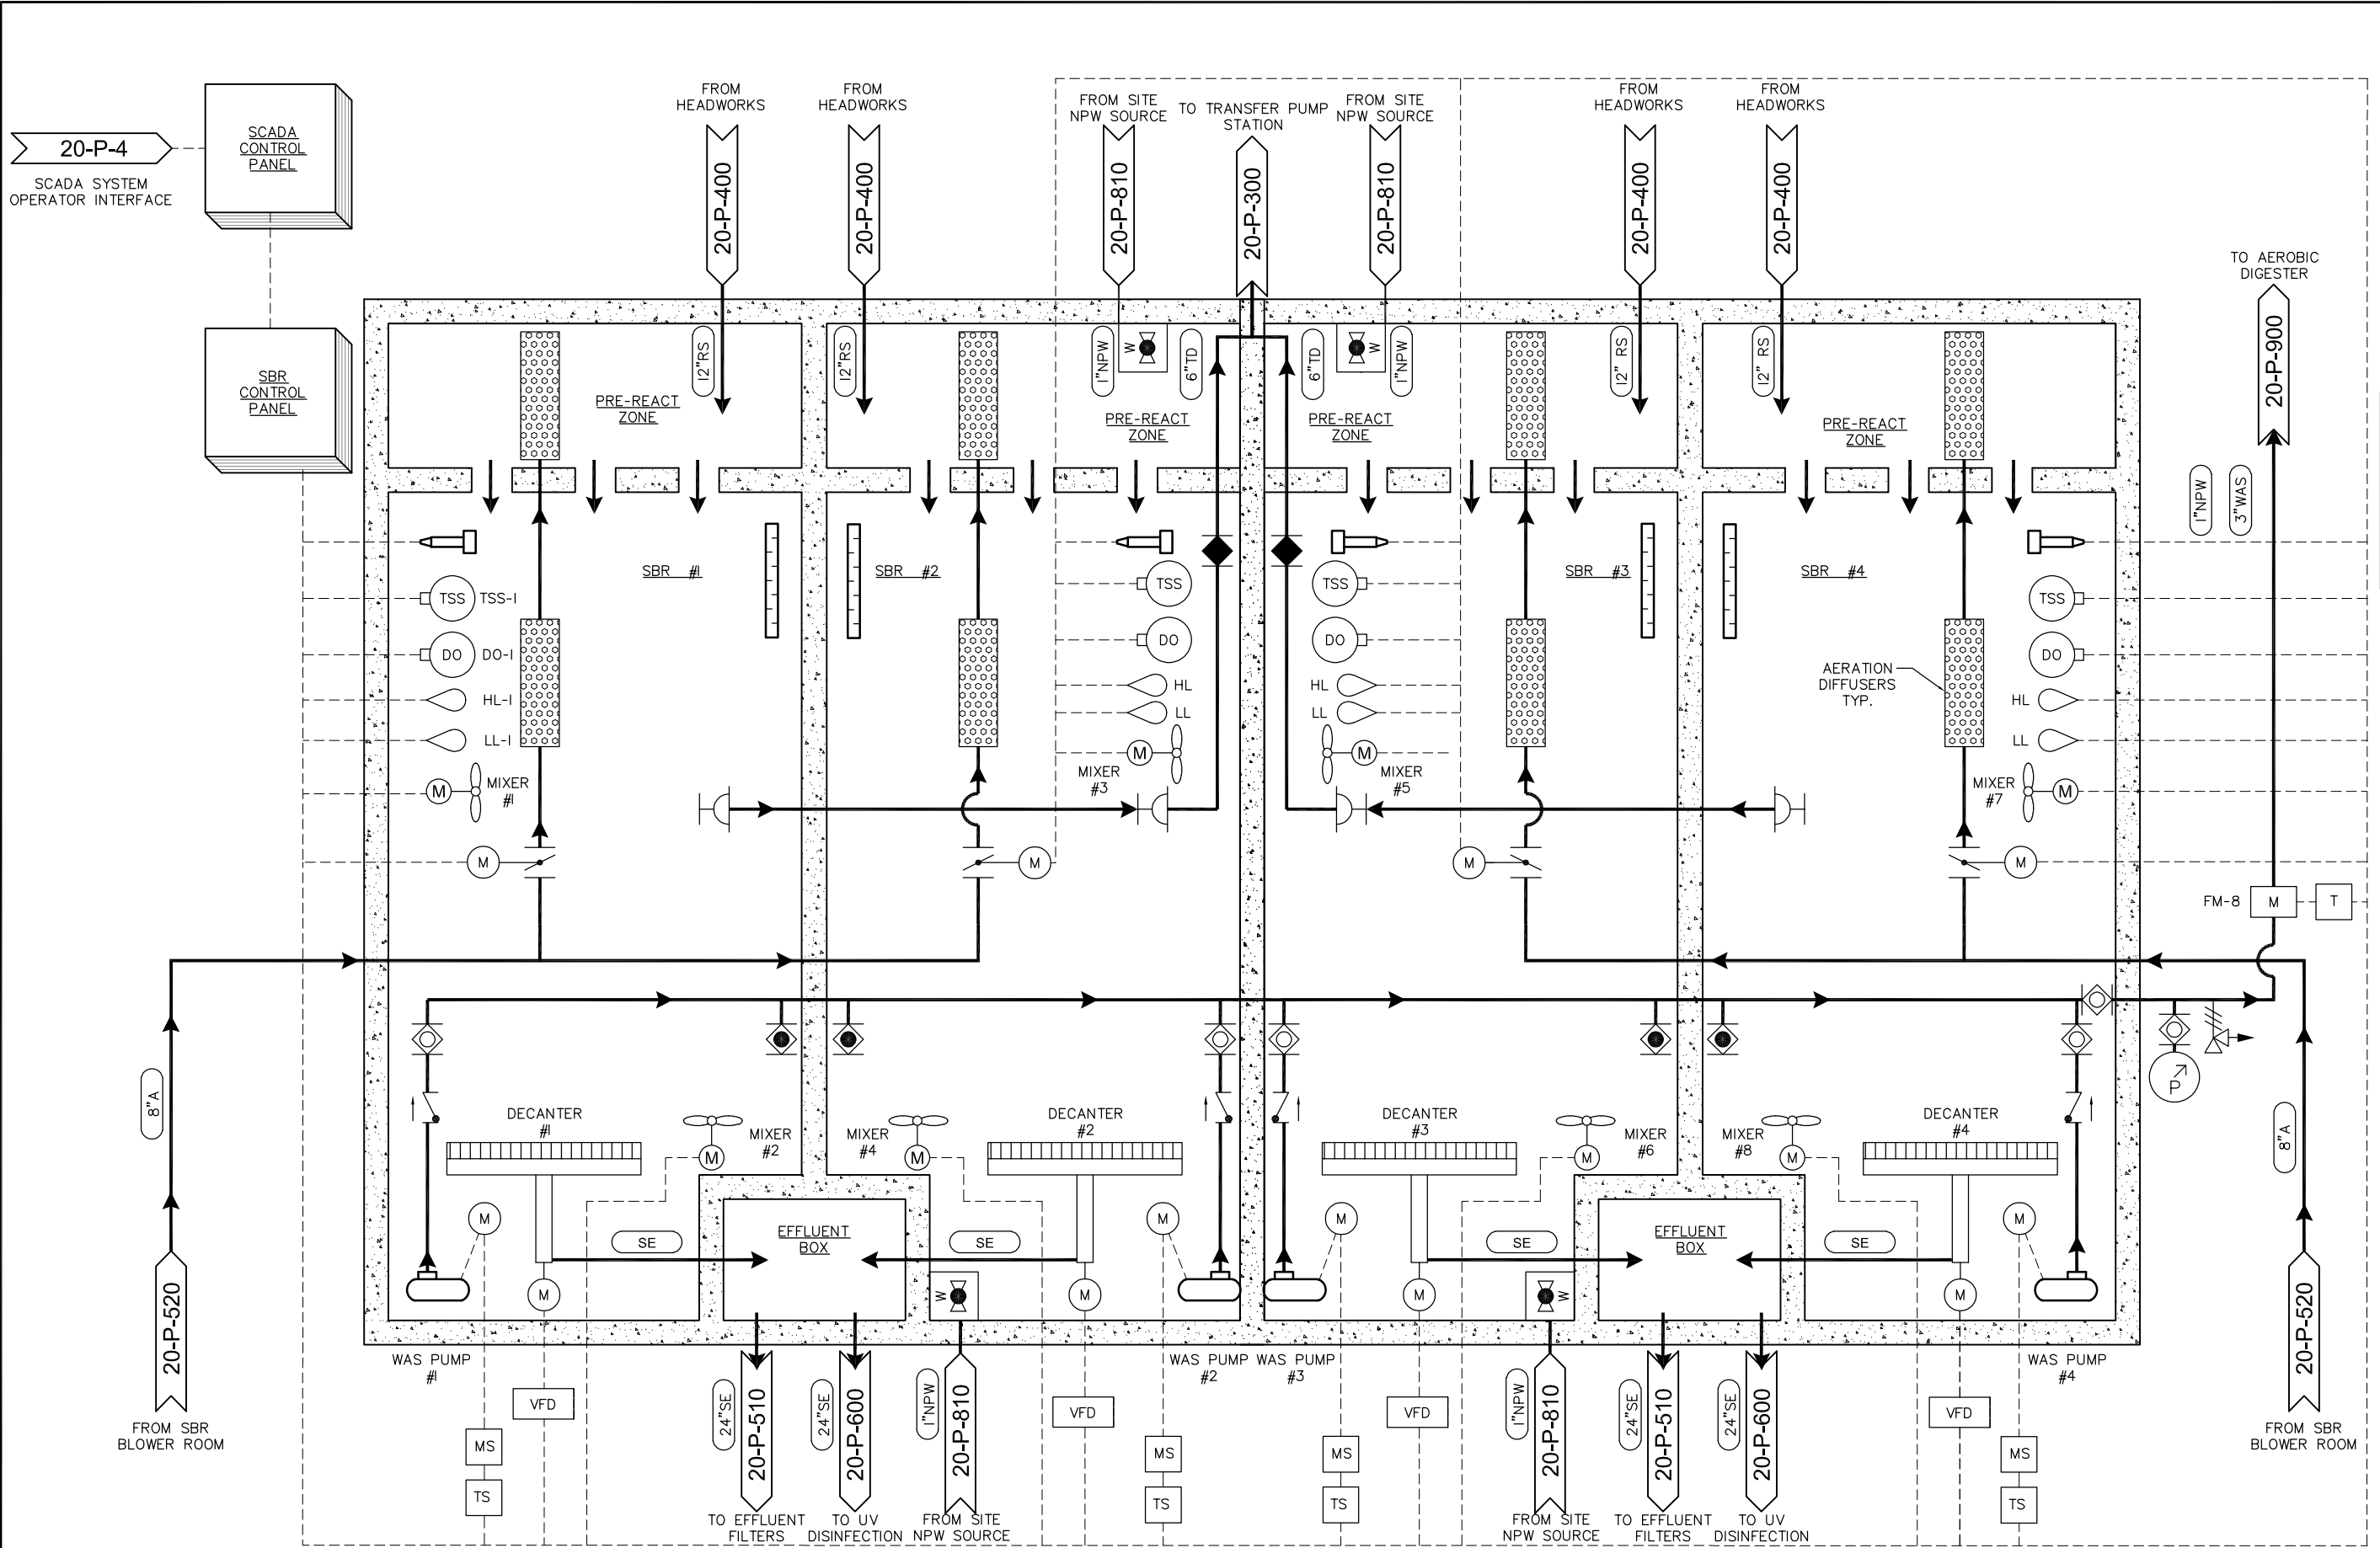 FROM
HEADWORKS
FROM
HEADWORKS
FROM SITE
NPW SOURCE
TO TRANSFER PUMP
STATION
FROM SITE
NPW SOURCE
FROM
HEADWORKS
FROM
HEADWORKS
SCADA
CONTROL
PANEL
20-P-4
SCADA SYSTEM
OPERATOR INTERFACE
20-P-400
20-P-400
20-P-810
20-P-300
20-P-810
20-P-400
20-P-400
TO AEROBIC
DIGESTER
20-P-900
SBR
CONTROL
PANEL
12"RS
12"RS
1"NPW
W
6"TD
6"TD
W
1"NPW
12" RS
12" RS
PRE-REACT
ZONE
PRE-REACT
ZONE
PRE-REACT
ZONE
PRE-REACT
ZONE
1"NPW
3"WAS
SBR #1
SBR #2
SBR #3
SBR #4
TSS
TSS-1
TSS
TSS
TSS
DO
DO-1
DO
DO
DO
HL-1
HL
HL
HL
LL-1
LL
LL
LL
AERATION
DIFFUSERS
TYP.
M
MIXER
#1
M
MIXER
#3
M
MIXER
#5
MIXER
#7
M
M
M
M
M
FM-8
M
T
P
8"A
8"A
DECANTER
#1
MIXER
#2
M
MIXER
#4
M
DECANTER
#2
DECANTER
#3
MIXER
#6
M
MIXER
#8
M
DECANTER
#4
M
SE
EFFLUENT
BOX
SE
M
M
SE
EFFLUENT
BOX
SE
M
M
W
M
M
W
M
20-P-520
FROM SBR
BLOWER ROOM
20-P-520
FROM SBR
BLOWER ROOM
WAS PUMP
#1
WAS PUMP
#2
WAS PUMP
#3
WAS PUMP
#4
VFD
24"SE
20-P-510
24"SE
20-P-600
1"NPW
20-P-810
VFD
VFD
1"NPW
20-P-810
24"SE
20-P-510
24"SE
20-P-600
VFD
MS
MS
MS
MS
TS
TS
TS
TS
TO EFFLUENT
FILTERS
TO UV
DISINFECTION
FROM SITE
NPW SOURCE
FROM SITE
NPW SOURCE
TO EFFLUENT
FILTERS
TO UV
DISINFECTION